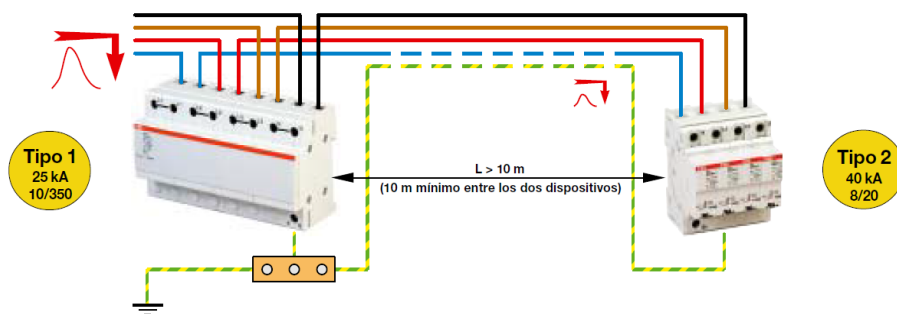 Tipo 1
25 kA
10/350
L > 10 m
(10 m mínimo entre los dos dispositivos)
Tipo 2
40 kA
8/20